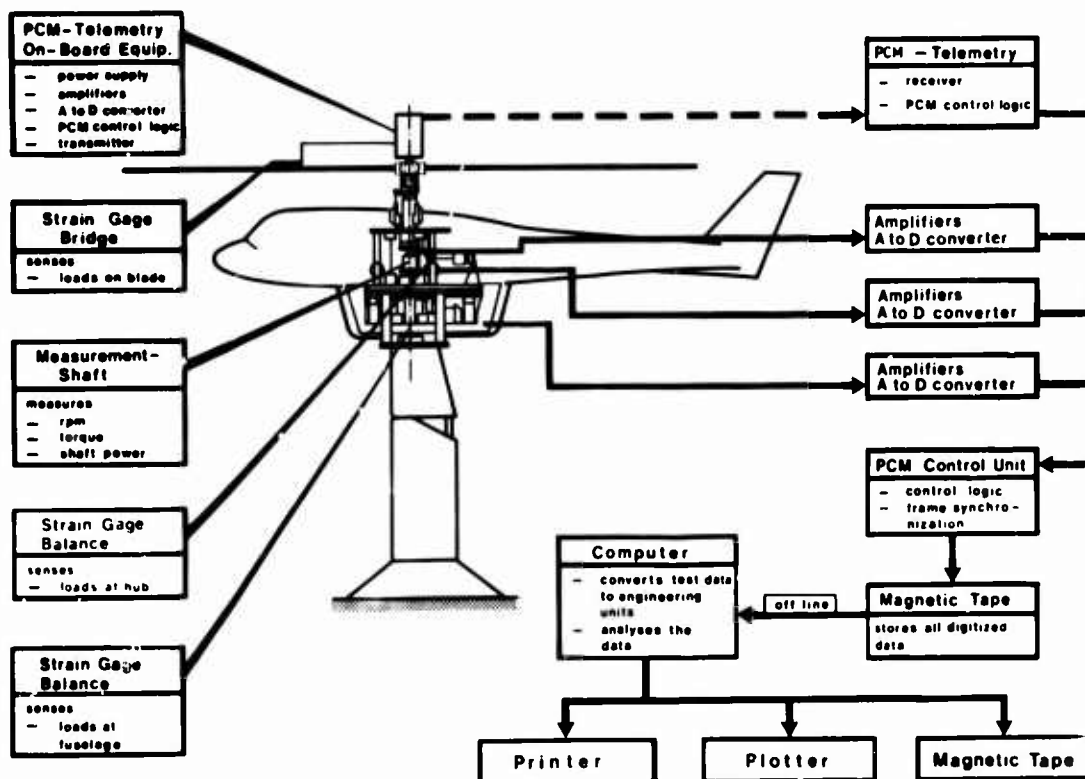 PCM-Telemetry
On-Board Equip.
- power supply
- amplifiers
- A to D converter
- PCM control logic
- transmitter
Strain Gage
Bridge
senses
- loads on blade
Measurement-
Shaft
measures
- rpm
- torque
- shaft power
Strain Gage
Balance
senses
- loads at hub
Strain Gage
Balance
senses
- loads at
fuselage
PCM - Telemetry
- receiver
- PCM control logic
Amplifiers
A to D converter
Amplifiers
A to D converter
Amplifiers
A to D converter
PCM Control Unit
- control logic
- frame synchro-
nization
Magnetic Tape
stores all digitized
data
off line
Computer
- converts test data
to engineering
units
- analyses the
data
Printer
Plotter
Magnetic Tape